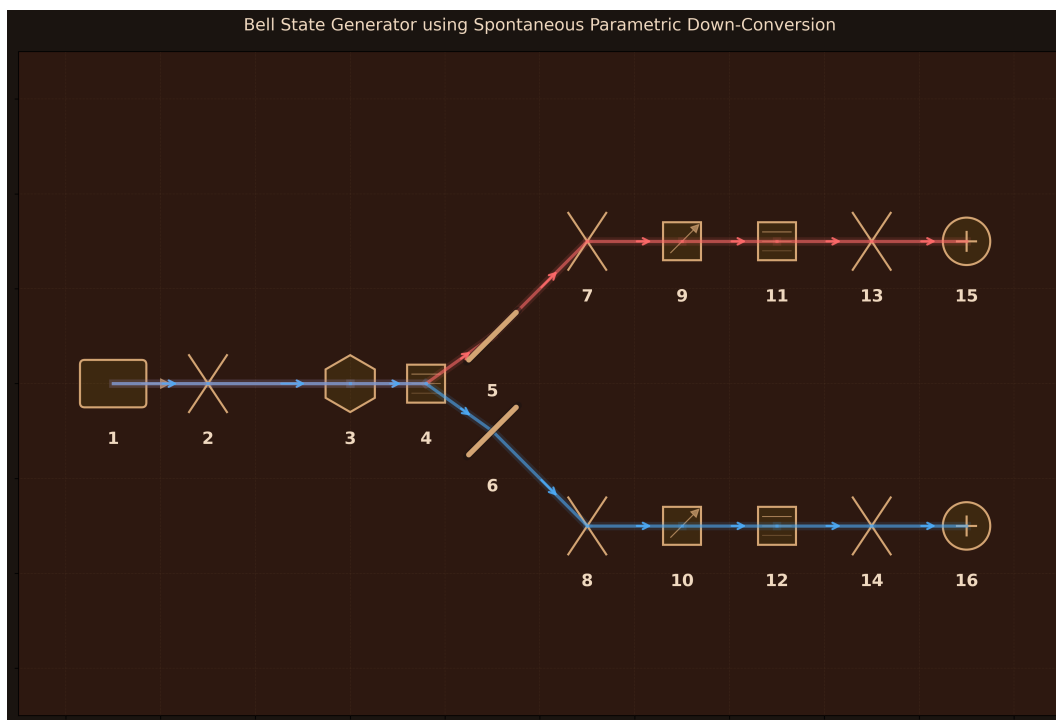 Bell State Generator using Spontaneous Parametric Down-Conversion
7 9 11 13 15
5
1 2 3 4
6
8 10 12 14 16